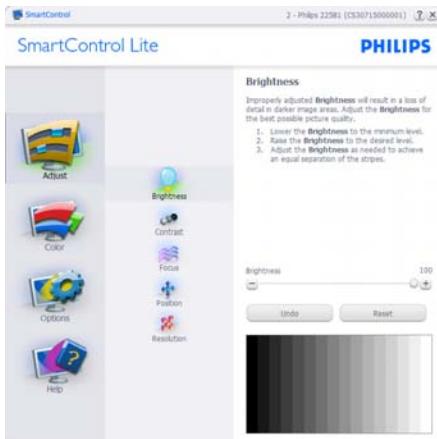 SmartControl
2 - Philips 225B1 (CS30715000001)
SmartControl Lite
PHILIPS
Adjust
Color
Options
Help
Brightness
Contrast
Focus
Position
Resolution
Brightness
Improperly adjusted Brightness will result in a loss of
detail in darker image areas. Adjust the Brightness for
the best possible picture quality.
1. Lower the Brightness to the minimum level.
2. Raise the Brightness to the desired level.
3. Adjust the Brightness as needed to achieve
an equal separation of the stripes.
Brightness 100
Undo Reset